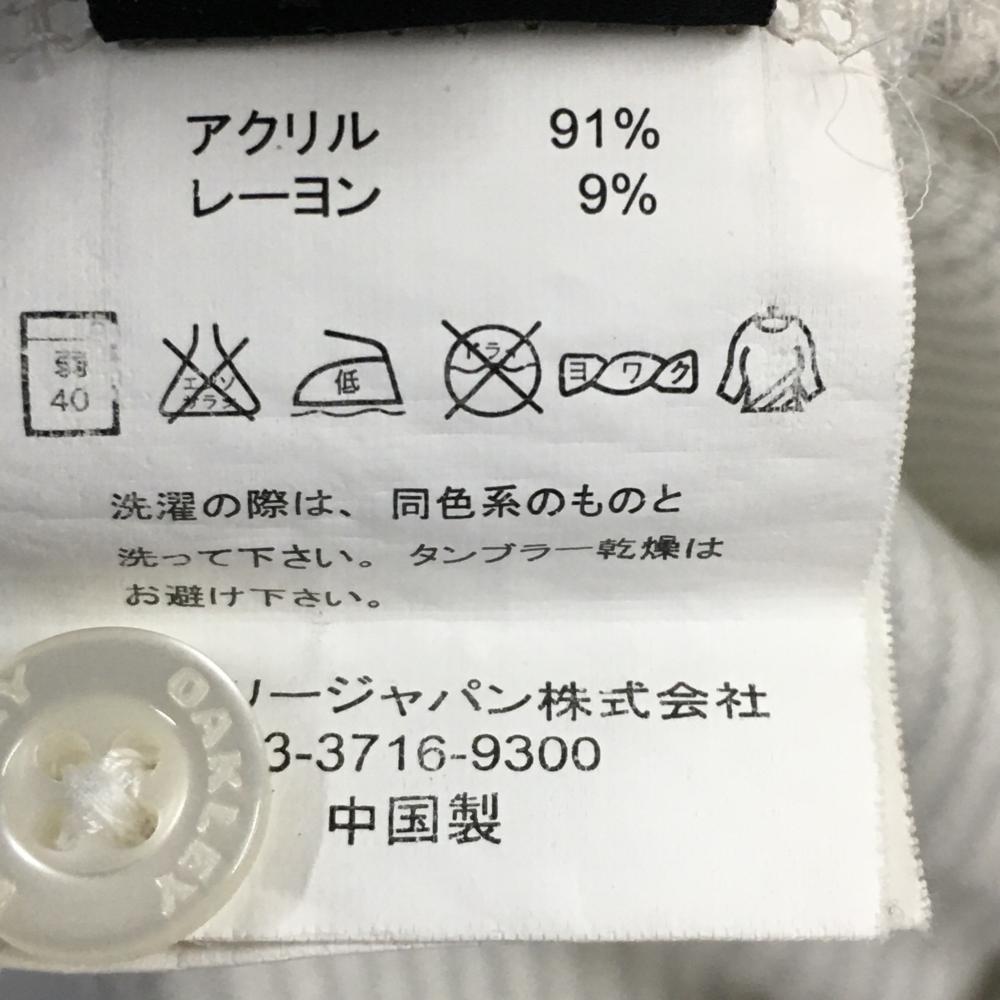 アクリル 91%
レーヨン 9%
弱
40
エンソ
サラシ
低
ドライ
ヨワク
洗濯の際は、同色系のものと
洗って下さい。タンブラー乾燥は
お避け下さい。
リージャパン株式会社
3-3716-9300
中国製
OAKLEY
Y